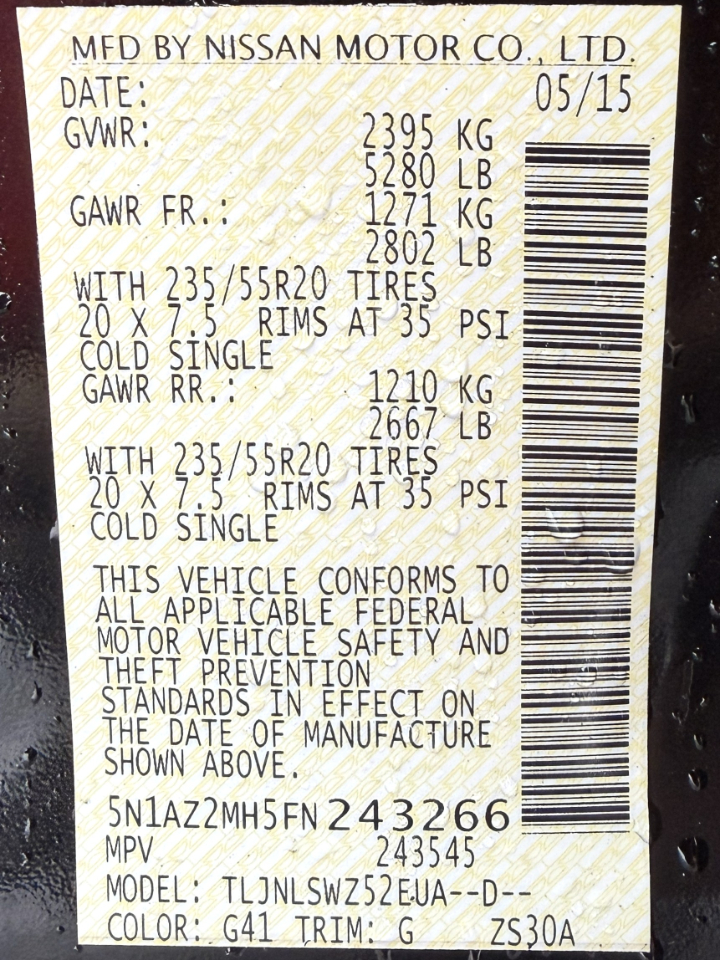 MFD BY NISSAN MOTOR CO., LTD.
DATE: 05/15
GVWR: 2395 KG
5280 LB
GAWR FR.: 1271 KG
2802 LB
WITH 235/55R20 TIRES
20 X 7.5 RIMS AT 35 PSI
COLD SINGLE
GAWR RR.: 1210 KG
2667 LB
WITH 235/55R20 TIRES
20 X 7.5 RIMS AT 35 PSI
COLD SINGLE
THIS VEHICLE CONFORMS TO
ALL APPLICABLE FEDERAL
MOTOR VEHICLE SAFETY AND
THEFT PREVENTION
STANDARDS IN EFFECT ON
THE DATE OF MANUFACTURE
SHOWN ABOVE.
5N1AZ2MH5FN243266
MPV 243545
MODEL: TLJNLSWZ52EUA--D--
COLOR: G41 TRIM: G ZS30A